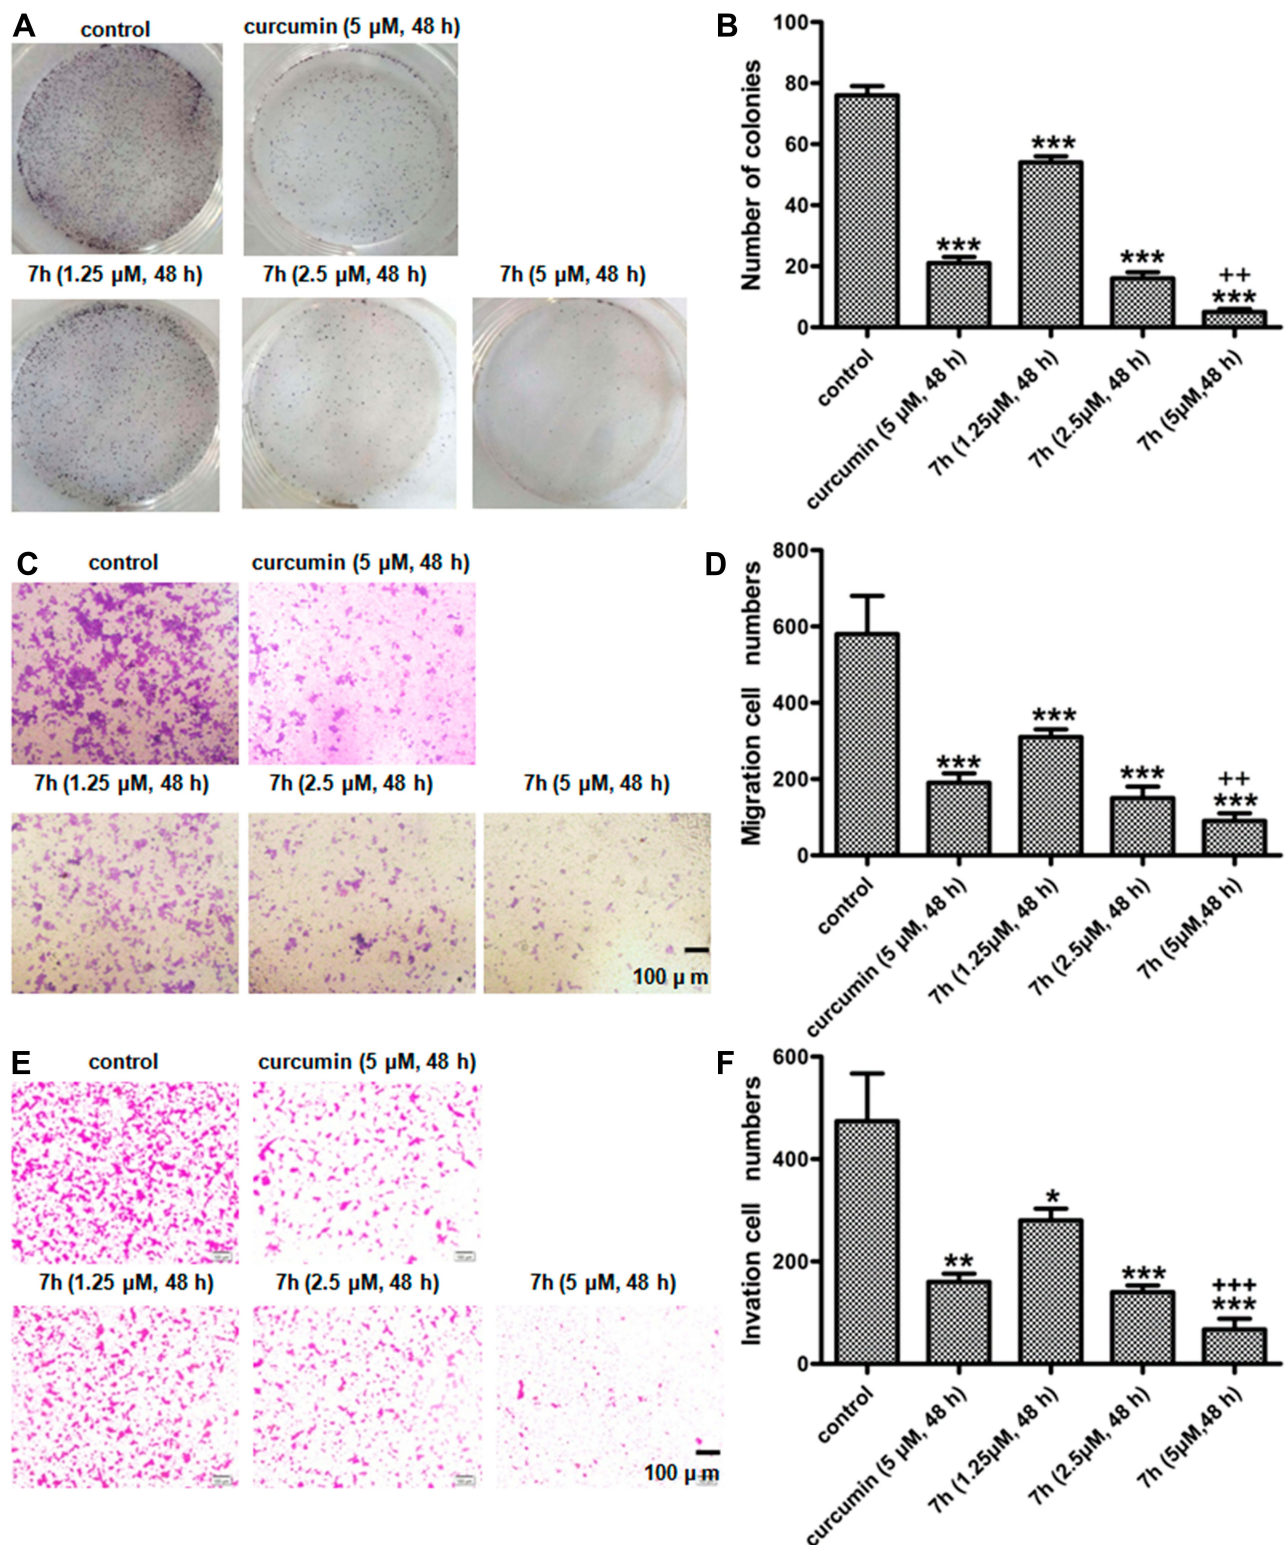 A
control
curcumin (5 µM, 48 h)
7h (1.25 µM, 48 h)
7h (2.5 µM, 48 h)
7h (5 µM, 48 h)
B
Number of colonies
100
80
60
40
20
0
***
***
***
++
***
control
curcumin (5 µM, 48 h)
7h (1.25µM, 48 h)
7h (2.5µM, 48 h)
7h (5µM,48 h)
C
control
curcumin (5 µM, 48 h)
7h (1.25 µM, 48 h)
7h (2.5 µM, 48 h)
7h (5 µM, 48 h)
100 µ m
D
Migration cell numbers
800
600
400
200
0
***
***
***
++
***
control
curcumin (5 µM, 48 h)
7h (1.25µM, 48 h)
7h (2.5µM, 48 h)
7h (5µM,48 h)
E
control
curcumin (5 µM, 48 h)
7h (1.25 µM, 48 h)
7h (2.5 µM, 48 h)
7h (5 µM, 48 h)
100 µ m
F
Invation cell numbers
600
400
200
0
**
*
***
+++
***
control
curcumin (5 µM, 48 h)
7h (1.25µM, 48 h)
7h (2.5µM, 48 h)
7h (5µM,48 h)